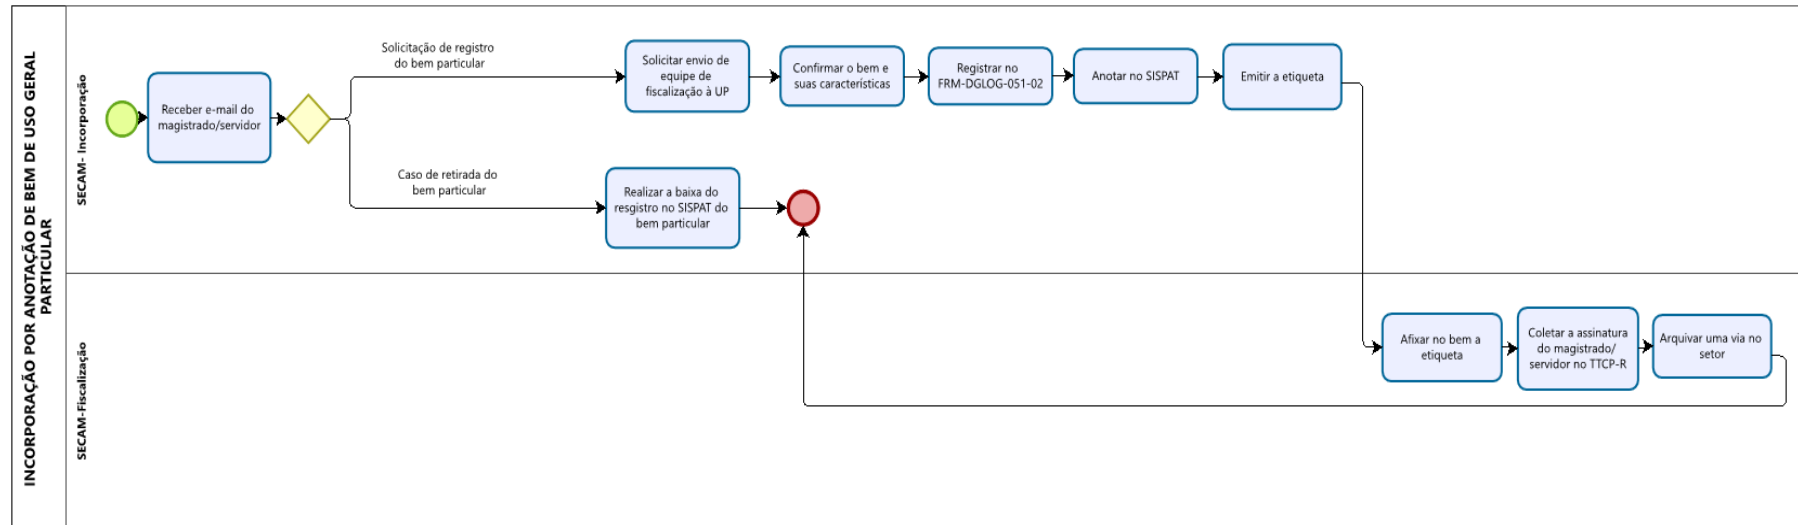 INCORPORAÇÃO POR ANOTAÇÃO DE BEM DE USO GERAL
PARTICULAR
SECAM- Incorporação
Receber e-mail do
magistrado/servidor
Solicitação de registro
do bem particular
Solicitar envio de
equipe de
fiscalização à UP
Confirmar o bem e
suas características
Registrar no
FRM-DGLOG-051-02
Anotar no SISPAT
Emitir a etiqueta
Caso de retirada do
bem particular
Realizar a baixa do
resgistro no SISPAT do
bem particular
SECAM-Fiscalização
Afixar no bem a
etiqueta
Coletar a assinatura
do magistrado/
servidor no TTCP-R
Arquivar uma via no
setor